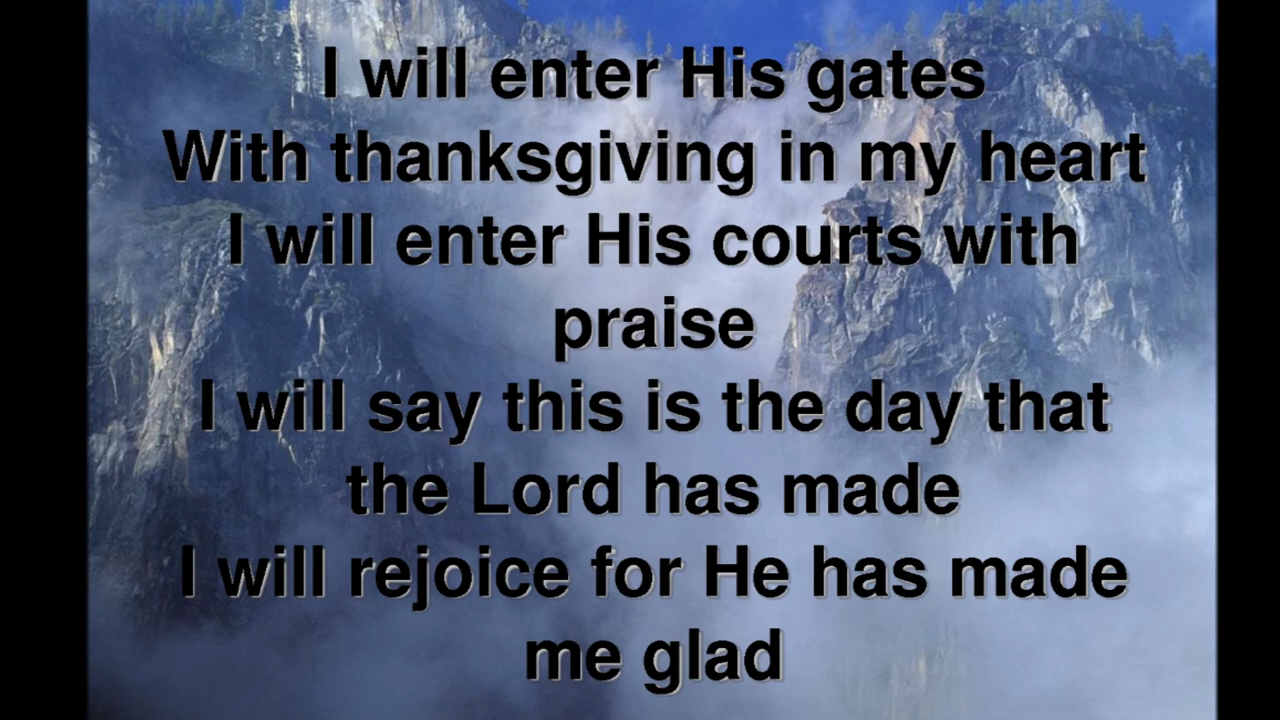 I will enter His gates
With thanksgiving in my heart
I will enter His courts with
praise
I will say this is the day that
the Lord has made
I will rejoice for He has made
me glad